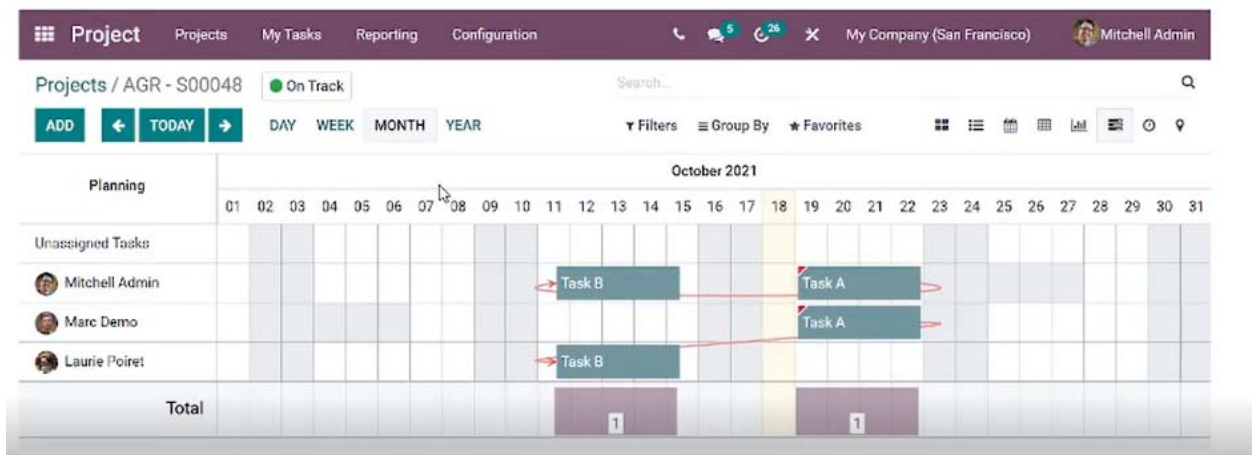 Project Projects My Tasks Reporting Configuration 5 26 My Company (San Francisco) Mitchell Admin
Projects / AGR - S00048 On Track Search...
ADD TODAY DAY WEEK MONTH YEAR Filters Group By Favorites
Planning
October 2021
01 02 03 04 05 06 07 08 09 10 11 12 13 14 15 16 17 18 19 20 21 22 23 24 25 26 27 28 29 30 31
Unassigned Tasks
Mitchell Admin Task B Task A
Marc Demo Task A
Laurie Poiret Task B
Total 1 1